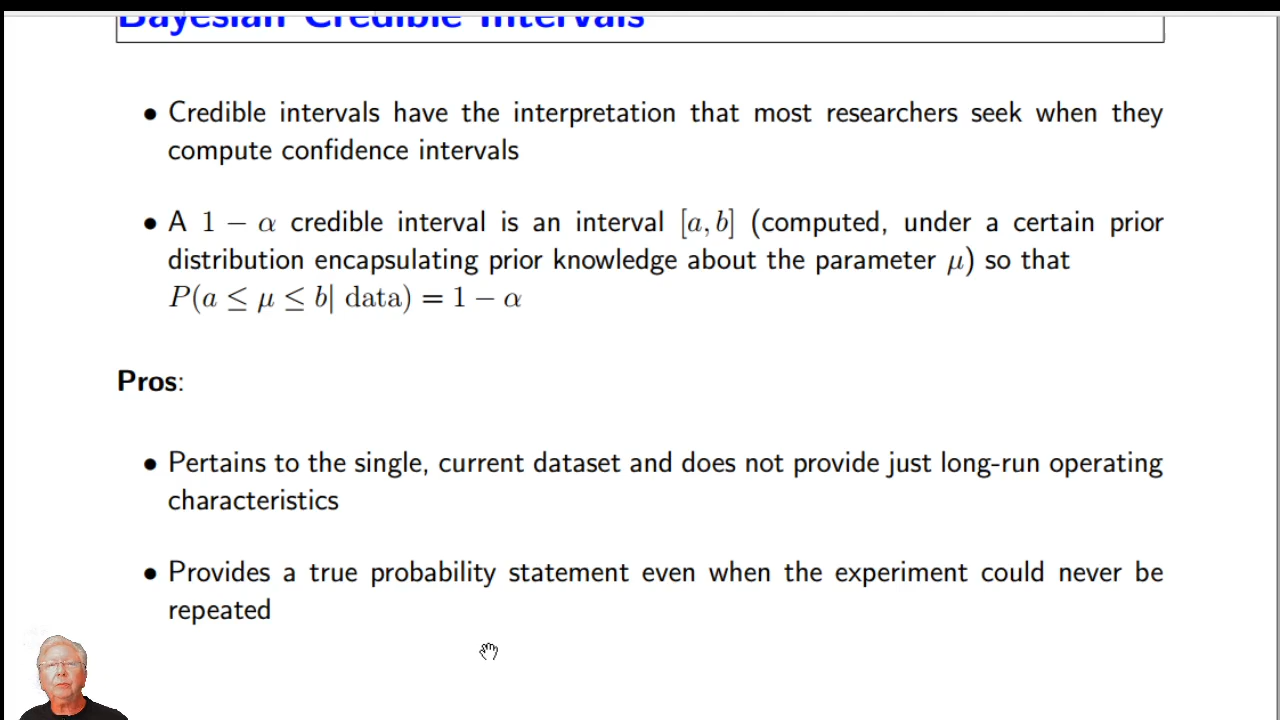 Bayesian Credible Intervals
• Credible intervals have the interpretation that most researchers seek when they
compute confidence intervals
• A 1 − α credible interval is an interval [a, b] (computed, under a certain prior
distribution encapsulating prior knowledge about the parameter μ) so that
P(a ≤ μ ≤ b| data) = 1 − α
Pros:
• Pertains to the single, current dataset and does not provide just long-run operating
characteristics
• Provides a true probability statement even when the experiment could never be
repeated